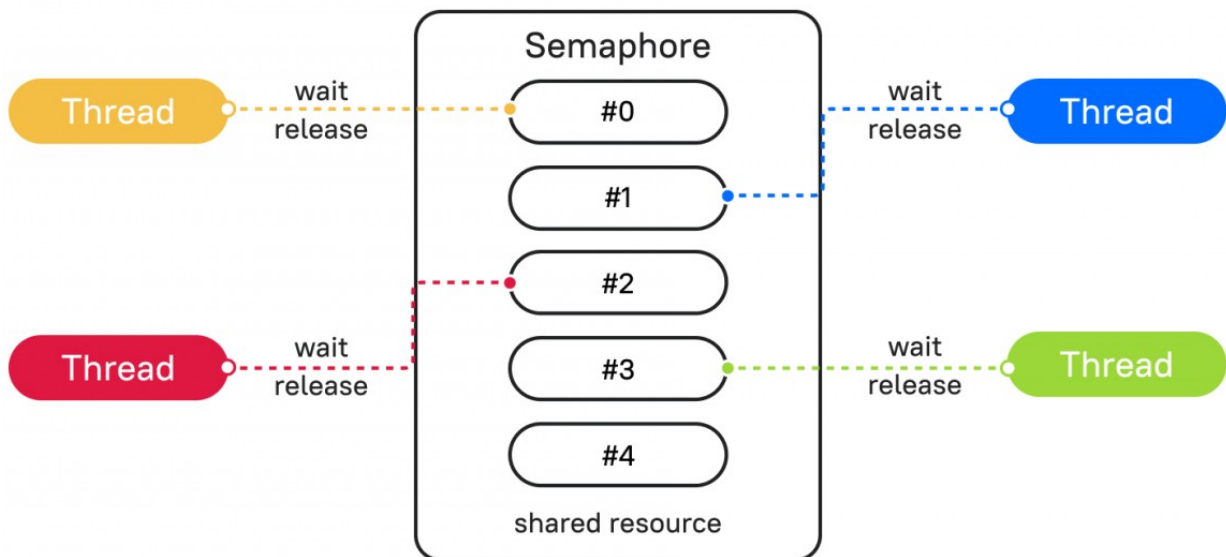 Semaphore
Thread
wait
release
#0
wait
release
Thread
#1
#2
Thread
wait
release
#3
wait
release
Thread
#4
shared resource